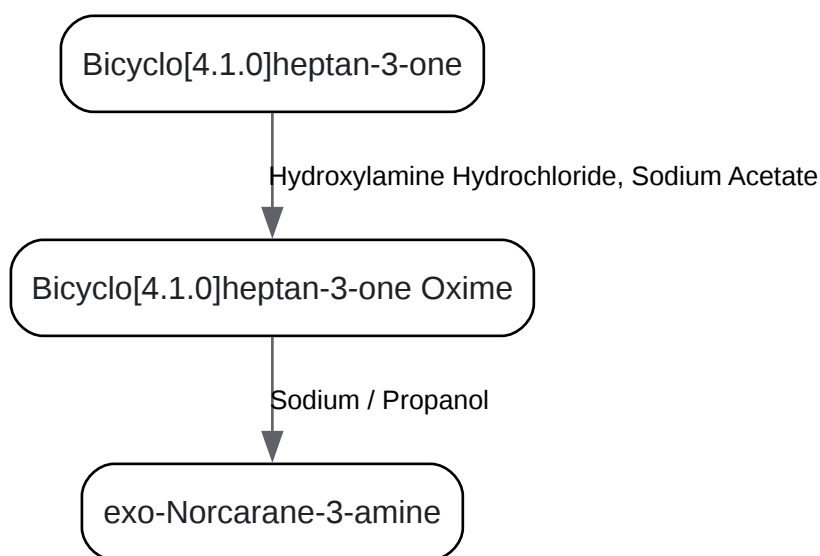 Bicyclo[4.1.0]heptan-3-one
Hydroxylamine Hydrochloride, Sodium Acetate
Bicyclo[4.1.0]heptan-3-one Oxime
Sodium / Propanol
exo-Norcarane-3-amine